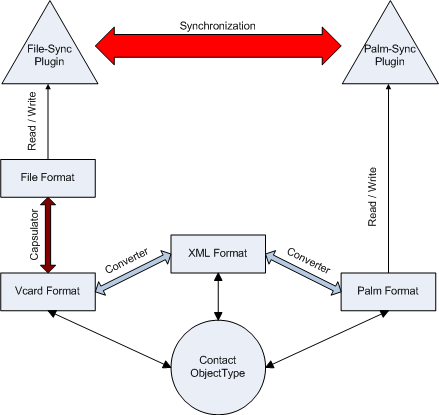 Synchronization
File-Sync
Plugin
Palm-Sync
Plugin
Read / Write
Read / Write
File Format
Capsulator
Converter
XML Format
Converter
Vcard Format
Palm Format
Contact
ObjectType